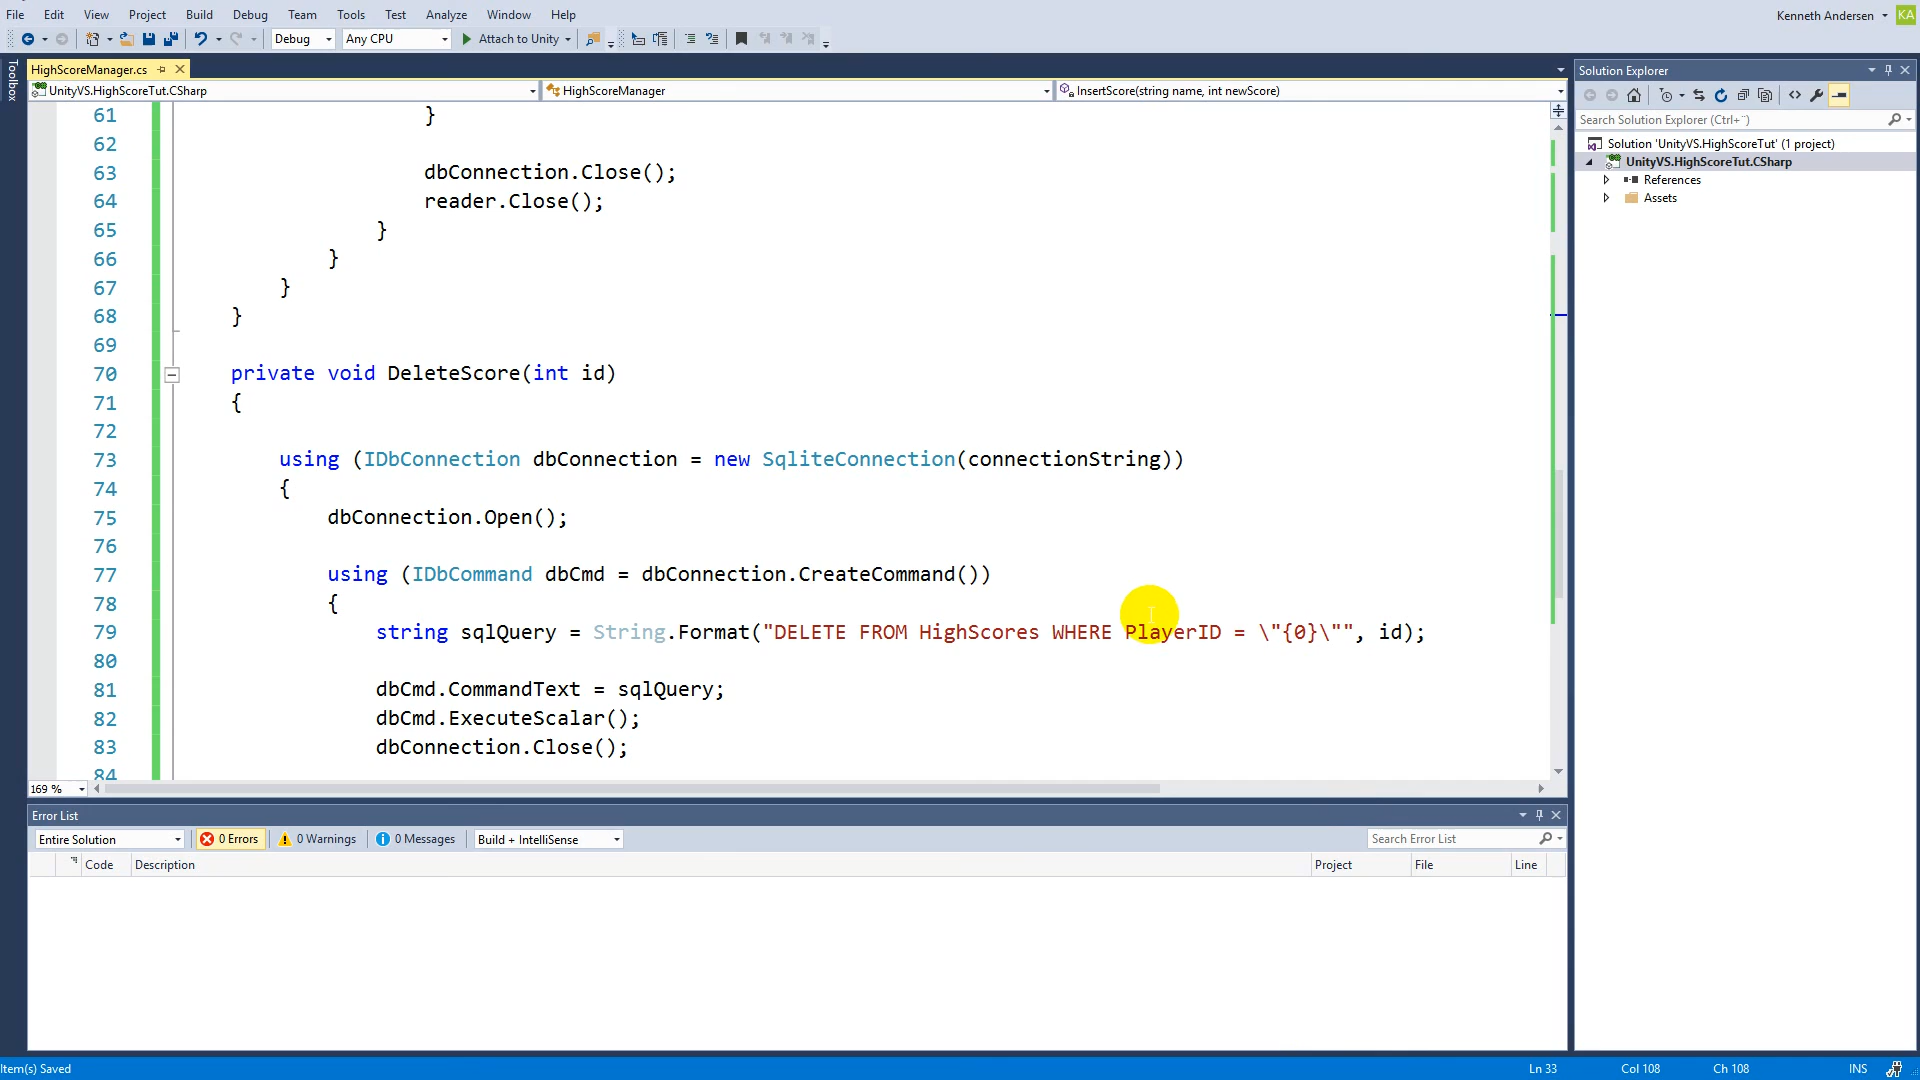 File Edit View Project Build Debug Team Tools Test Analyze Window Help
Kenneth Andersen KA
Debug Any CPU Attach to Unity
Toolbox
HighScoreManager.cs
UnityVS.HighScoreTut.CSharp HighScoreManager InsertScore(string name, int newScore)
61 }
62
63 dbConnection.Close();
64 reader.Close();
65 }
66 }
67 }
68 }
69
70 private void DeleteScore(int id)
71 {
72
73 using (IDbConnection dbConnection = new SqliteConnection(connectionString))
74 {
75 dbConnection.Open();
76
77 using (IDbCommand dbCmd = dbConnection.CreateCommand())
78 {
79 string sqlQuery = String.Format("DELETE FROM HighScores WHERE PlayerID = \"{0}\"", id);
80
81 dbCmd.CommandText = sqlQuery;
82 dbCmd.ExecuteScalar();
83 dbConnection.Close();
84
169 %
Solution Explorer
Search Solution Explorer (Ctrl+¨)
Solution 'UnityVS.HighScoreTut' (1 project)
UnityVS.HighScoreTut.CSharp
References
Assets
Error List
Entire Solution 0 Errors 0 Warnings 0 Messages Build + IntelliSense Search Error List
Code Description Project File Line
Item(s) Saved Ln 33 Col 108 Ch 108 INS